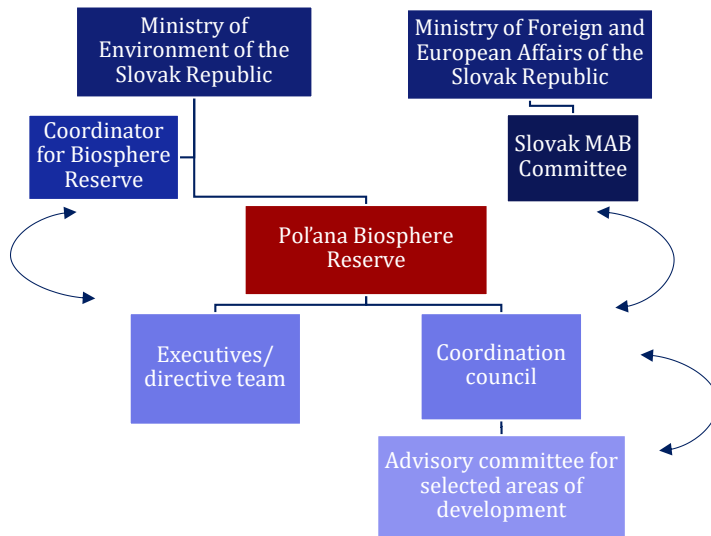 Ministry of
Environment of the
Slovak Republic
Ministry of Foreign and
European Affairs of the
Slovak Republic
Coordinator
for Biosphere
Reserve
Slovak MAB
Committee
Poľana Biosphere
Reserve
Executives/
directive team
Coordination
council
Advisory committee for
selected areas of
development